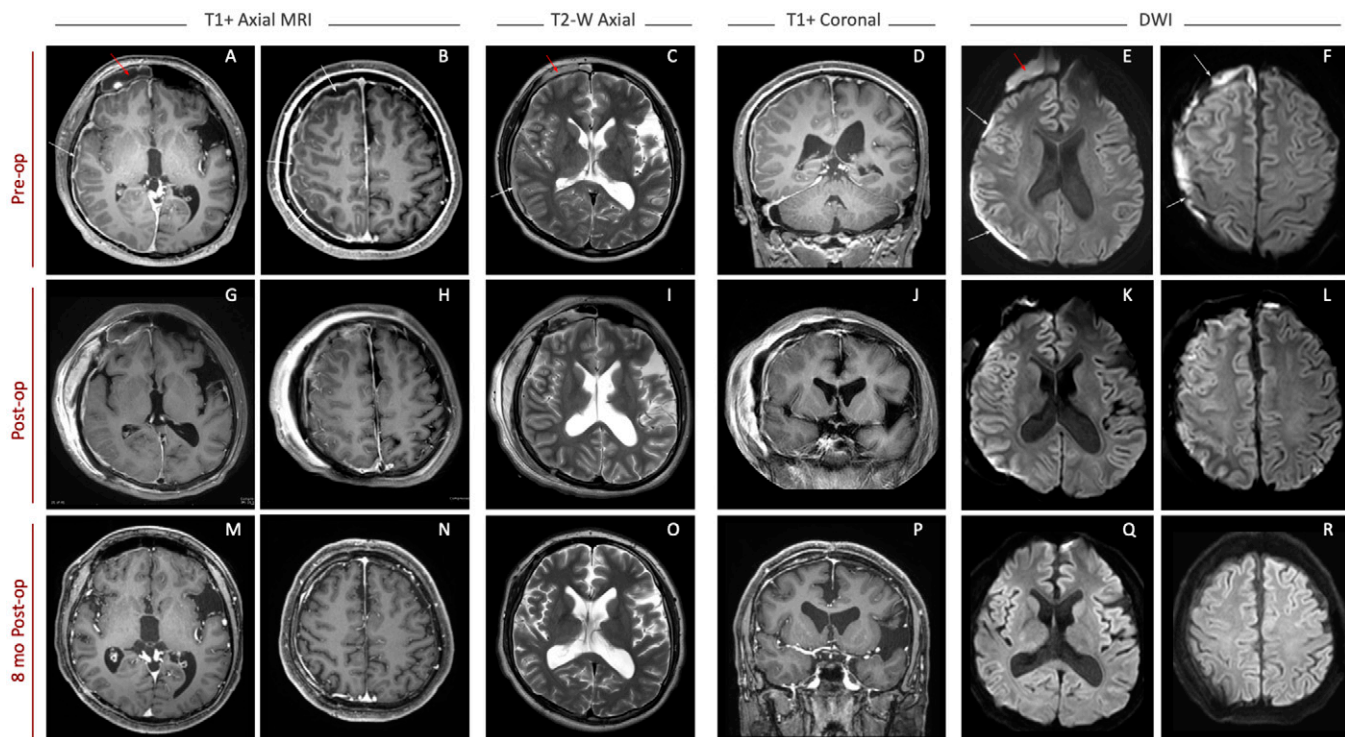 T1+ Axial MRI T2-W Axial T1+ Coronal DWI
Pre-op
A B C D E F
Post-op
G H I J K L
8 mo Post-op
M N O P Q R